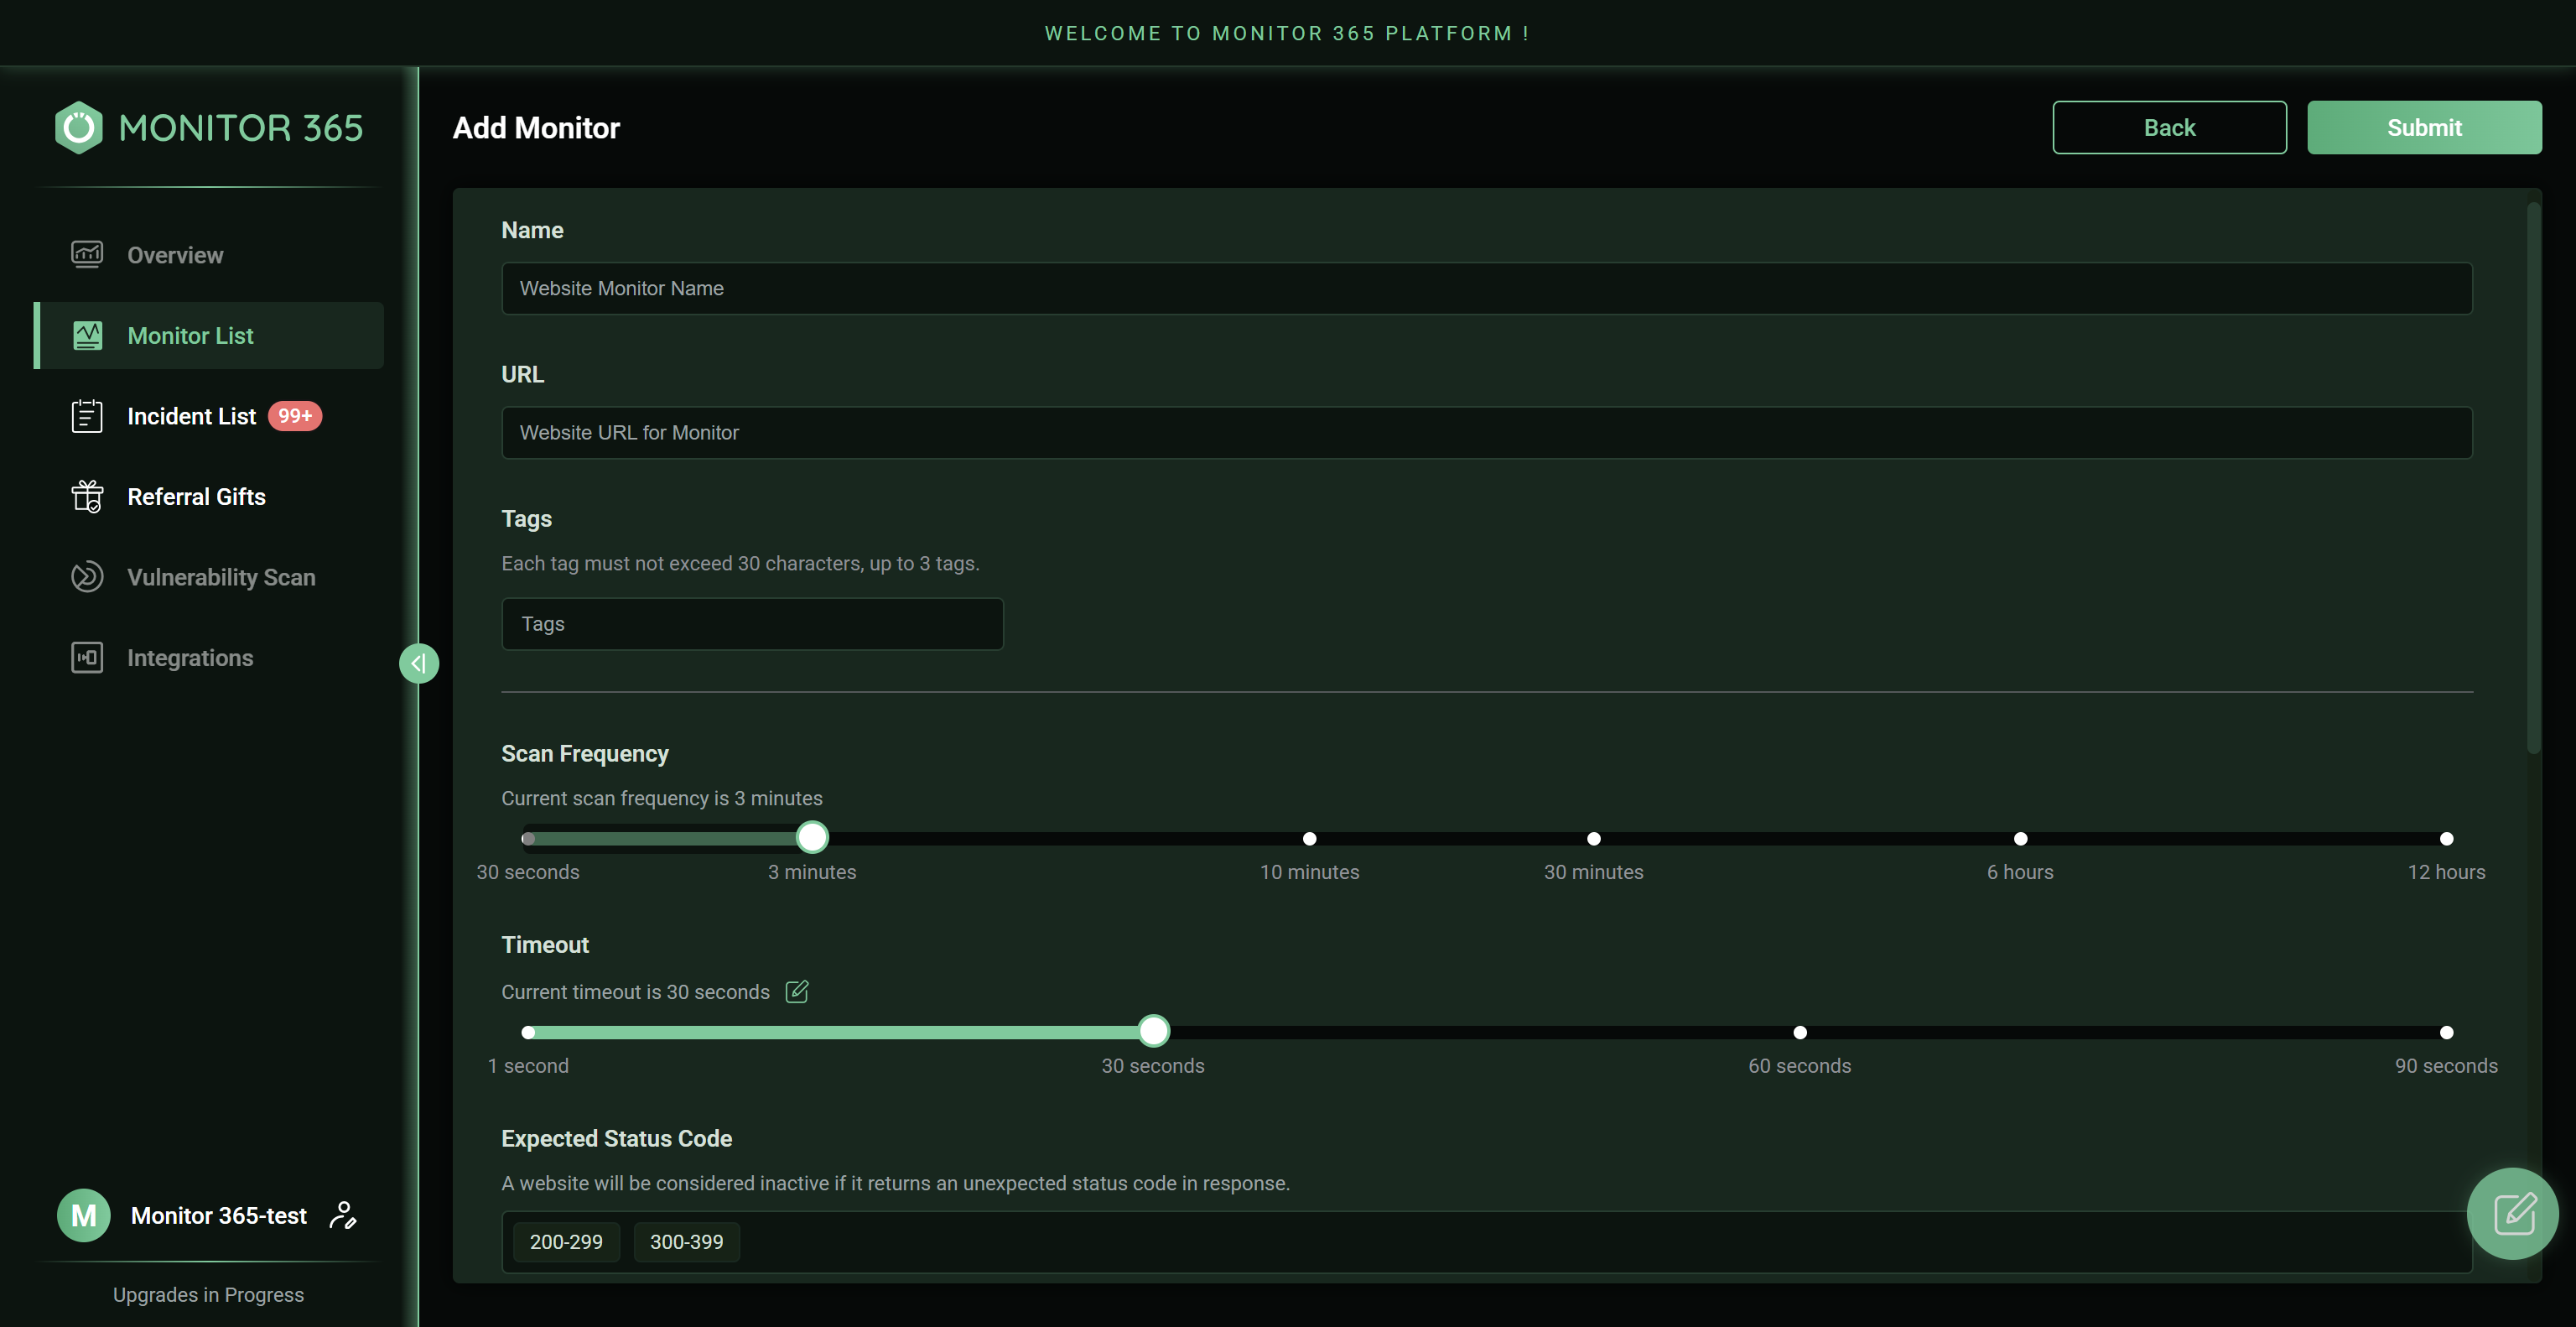 WELCOME TO MONITOR 365 PLATFORM !
MONITOR 365
Overview
Monitor List
Incident List 99+
Referral Gifts
Vulnerability Scan
Integrations
M Monitor 365-test
Upgrades in Progress
Add Monitor
Back
Submit
Name
Website Monitor Name
URL
Website URL for Monitor
Tags
Each tag must not exceed 30 characters, up to 3 tags.
Tags
Scan Frequency
Current scan frequency is 3 minutes
30 seconds 3 minutes 10 minutes 30 minutes 6 hours 12 hours
Timeout
Current timeout is 30 seconds
1 second 30 seconds 60 seconds 90 seconds
Expected Status Code
A website will be considered inactive if it returns an unexpected status code in response.
200-299 300-399